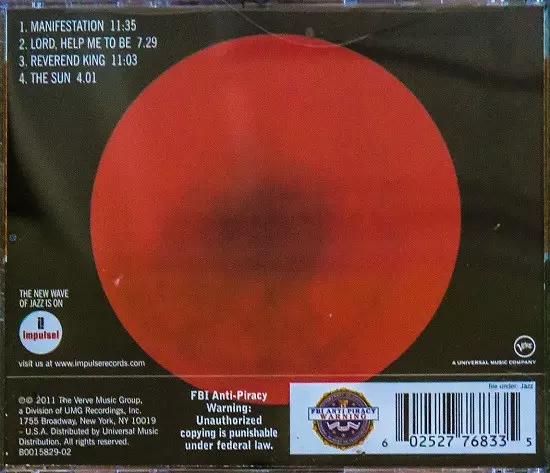 1. MANIFESTATION 11:35
2. LORD, HELP ME TO BE 7.29
3. REVEREND KING 11:03
4. THE SUN 4.01
THE NEW WAVE
OF JAZZ IS ON
impulse!
visit us at www.impulserecords.com
Verve
A UNIVERSAL MUSIC COMPANY
℗© 2011 The Verve Music Group,
a Division of UMG Recordings, Inc.
1755 Broadway, New York, NY 10019
– U.S.A. Distributed by Universal Music
Distribution. All rights reserved.
B0015829-02
FBI Anti-Piracy
Warning:
Unauthorized
copying is punishable
under federal law.
FBI ANTI-PIRACY
WARNING
file under: Jazz
6 02527 76833 5